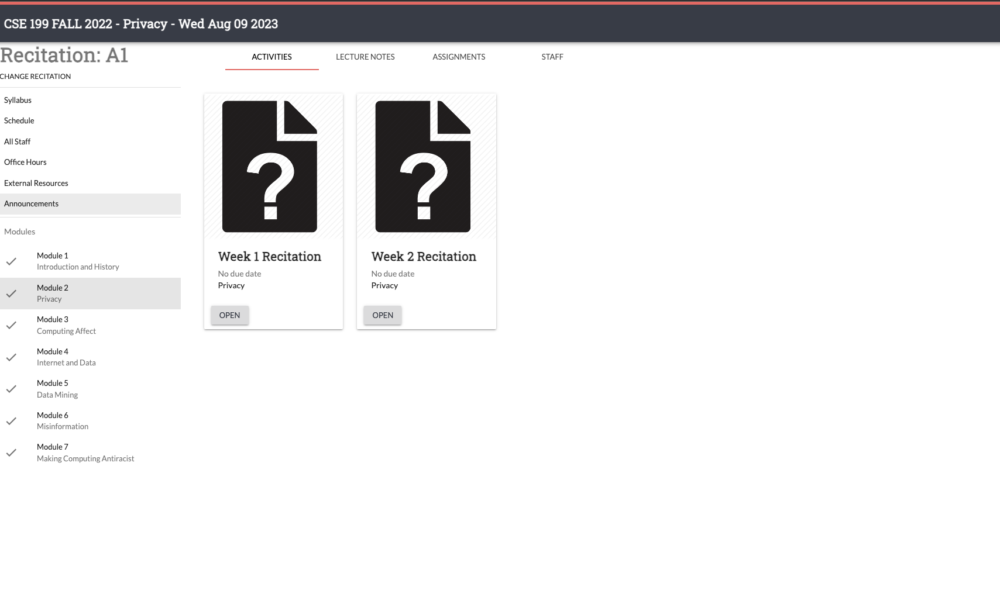 CSE 199 FALL 2022 - Privacy - Wed Aug 09 2023
Recitation: A1
CHANGE RECITATION
Syllabus
Schedule
All Staff
Office Hours
External Resources
Announcements
Modules
Module 1
Introduction and History
Module 2
Privacy
Module 3
Computing Affect
Module 4
Internet and Data
Module 5
Data Mining
Module 6
Misinformation
Module 7
Making Computing Antiracist
ACTIVITIES LECTURE NOTES ASSIGNMENTS STAFF
?
Week 1 Recitation
No due date
Privacy
OPEN
?
Week 2 Recitation
No due date
Privacy
OPEN